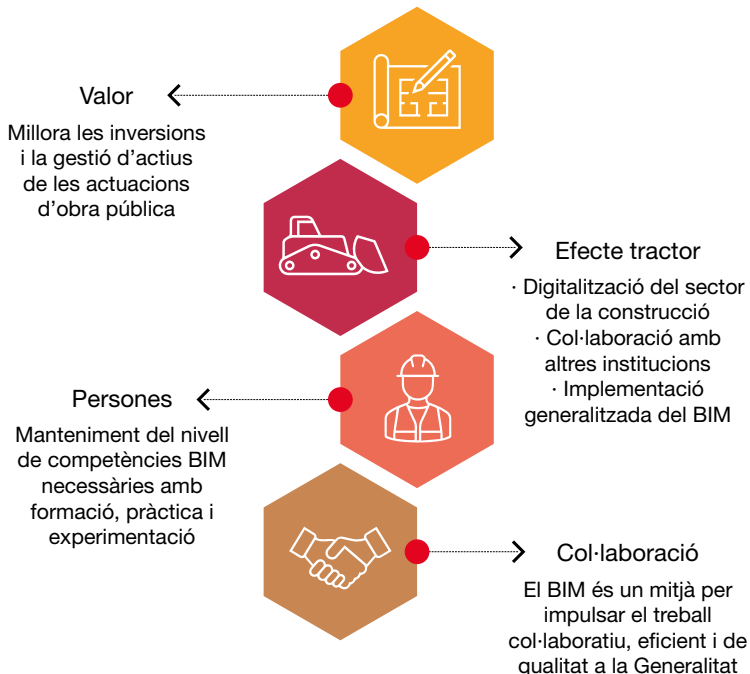 Valor
Millora les inversions
i la gestió d'actius
de les actuacions
d'obra pública
Efecte tractor
· Digitalització del sector
de la construcció
· Col·laboració amb
altres institucions
· Implementació
generalitzada del BIM
Persones
Manteniment del nivell
de competències BIM
necessàries amb
formació, pràctica i
experimentació
Col·laboració
El BIM és un mitjà per
impulsar el treball
col·laboratiu, eficient i de
qualitat a la Generalitat